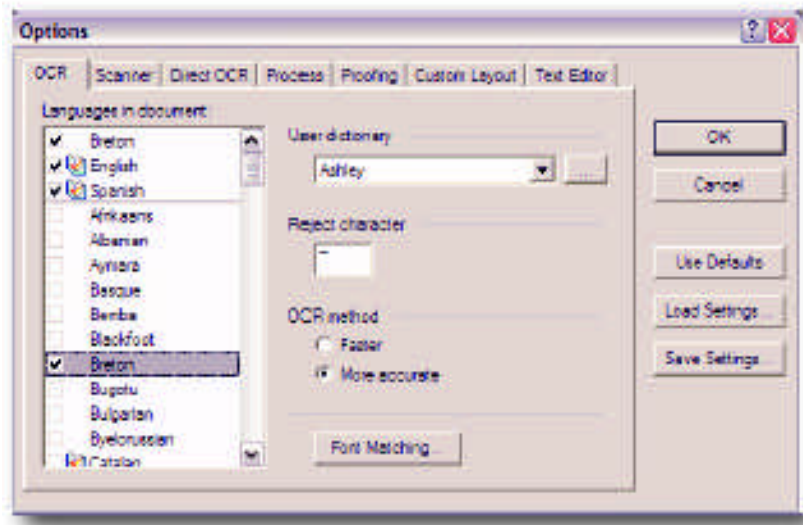 Options
OCR Scanner Direct OCR Process Proofing Custom Layout Text Editor
Languages in document
Breton
English
Spanish
Afrikaans
Albanian
Aymara
Basque
Bemba
Blackfoot
Breton
Bugotu
Bulgarian
Byelorussian
Catalan
User dictionary
Ashley
...
Reject character
~
OCR method
Faster
More accurate
Font Matching...
OK
Cancel
Use Defaults
Load Settings...
Save Settings...